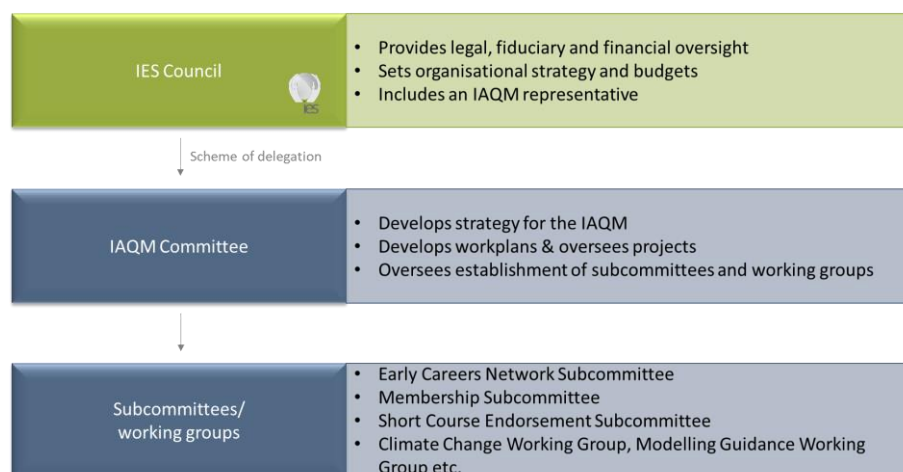 IES Council
ies
• Provides legal, fiduciary and financial oversight
• Sets organisational strategy and budgets
• Includes an IAQM representative
Scheme of delegation
IAQM Committee
• Develops strategy for the IAQM
• Develops workplans & oversees projects
• Oversees establishment of subcommittees and working groups
Subcommittees/
working groups
• Early Careers Network Subcommittee
• Membership Subcommittee
• Short Course Endorsement Subcommittee
• Climate Change Working Group, Modelling Guidance Working
Group etc.